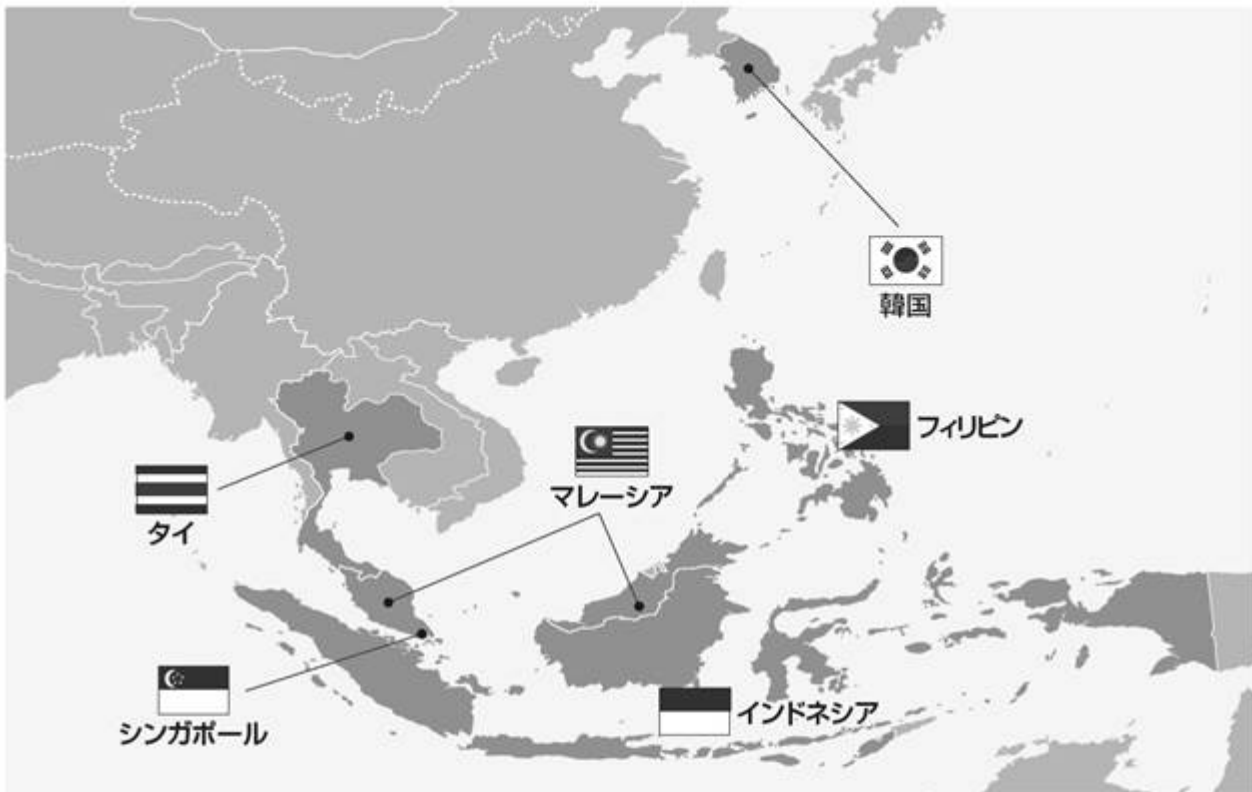 韓国
フィリピン
マレーシア
タイ
シンガポール
インドネシア